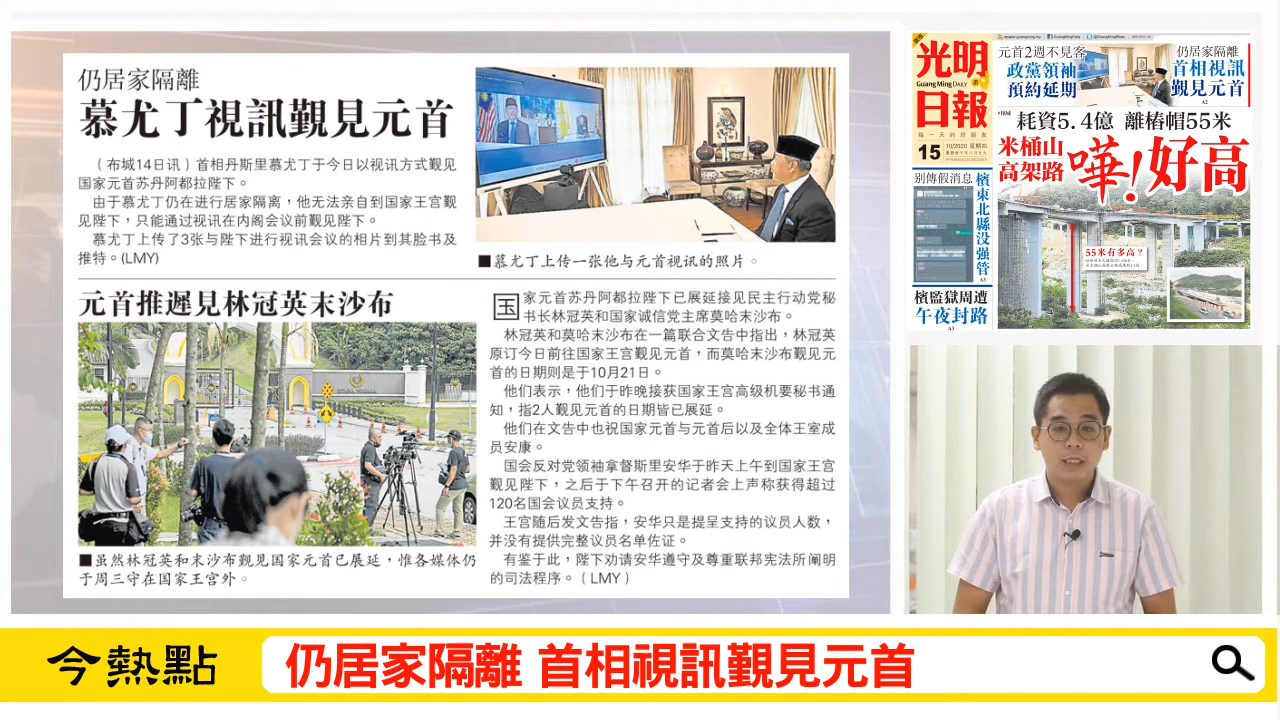 仍居家隔離
慕尤丁視訊覲見元首
（布城14日讯）首相丹斯里慕尤丁于今日以视讯方式觐见
国家元首苏丹阿都拉陛下。
由于慕尤丁仍在进行居家隔离，他无法亲自到国家王宫觐
见陛下，只能通过视讯在内阁会议前觐见陛下。
慕尤丁上传了3张与陛下进行视讯会议的相片到其脸书及
推特。(LMY)
■慕尤丁上传一张他与元首视讯的照片。
元首推遲見林冠英末沙布
■虽然林冠英和末沙布觐见国家元首已展延，惟各媒体仍
于周三守在国家王宫外。
国家元首苏丹阿都拉陛下已展延接见民主行动党秘
书长林冠英和国家诚信党主席莫哈末沙布。
林冠英和莫哈末沙布在一篇联合文告中指出，林冠英
原订今日前往国家王宫觐见元首，而莫哈末沙布觐见元
首的日期则是于10月21日。
他们表示，他们于昨晚接获国家王宫高级机要秘书通
知，指2人觐见元首的日期皆已展延。
他们在文告中也祝国家元首与元首后以及全体王室成
员安康。
国会反对党领袖拿督斯里安华于昨天上午到国家王宫
觐见陛下，之后于下午召开的记者会上声称获得超过
120名国会议员支持。
王宫随后发文告指，安华只是提呈支持的议员人数，
并没有提供完整议员名单佐证。
有鉴于此，陛下劝请安华遵守及尊重联邦宪法所阐明
的司法程序。（LMY）
光明
Guang Ming DAILY
日報
每一天的好朋友
15
10/2020 星期四
元首2週不見客
政黨領袖
預約延期
仍居家隔離
首相視訊
覲見元首
A2
耗資5.4億 離樁帽55米
米桶山
高架路
嘩!好高
55米有多高？
别傳假消息
檳東北縣没强管
A5
檳監獄周遭
午夜封路
A3
今熱點
仍居家隔離 首相視訊覲見元首